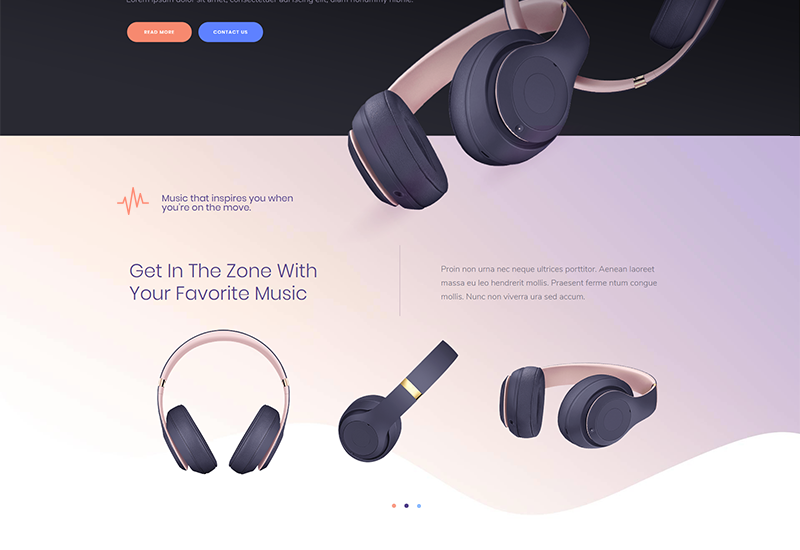 Lorem ipsum dolor sit amet, consectetuer adi iscing elit, diam nonummy nibhe.
READ MORE
CONTACT US
Music that inspires you when
you're on the move.
Get In The Zone With
Your Favorite Music
Proin non urna nec neque ultrices porttitor. Aenean laoreet
massa eu leo hendrerit mollis. Praesent ferme ntum congue
mollis. Nunc non viverra ura sed accum.